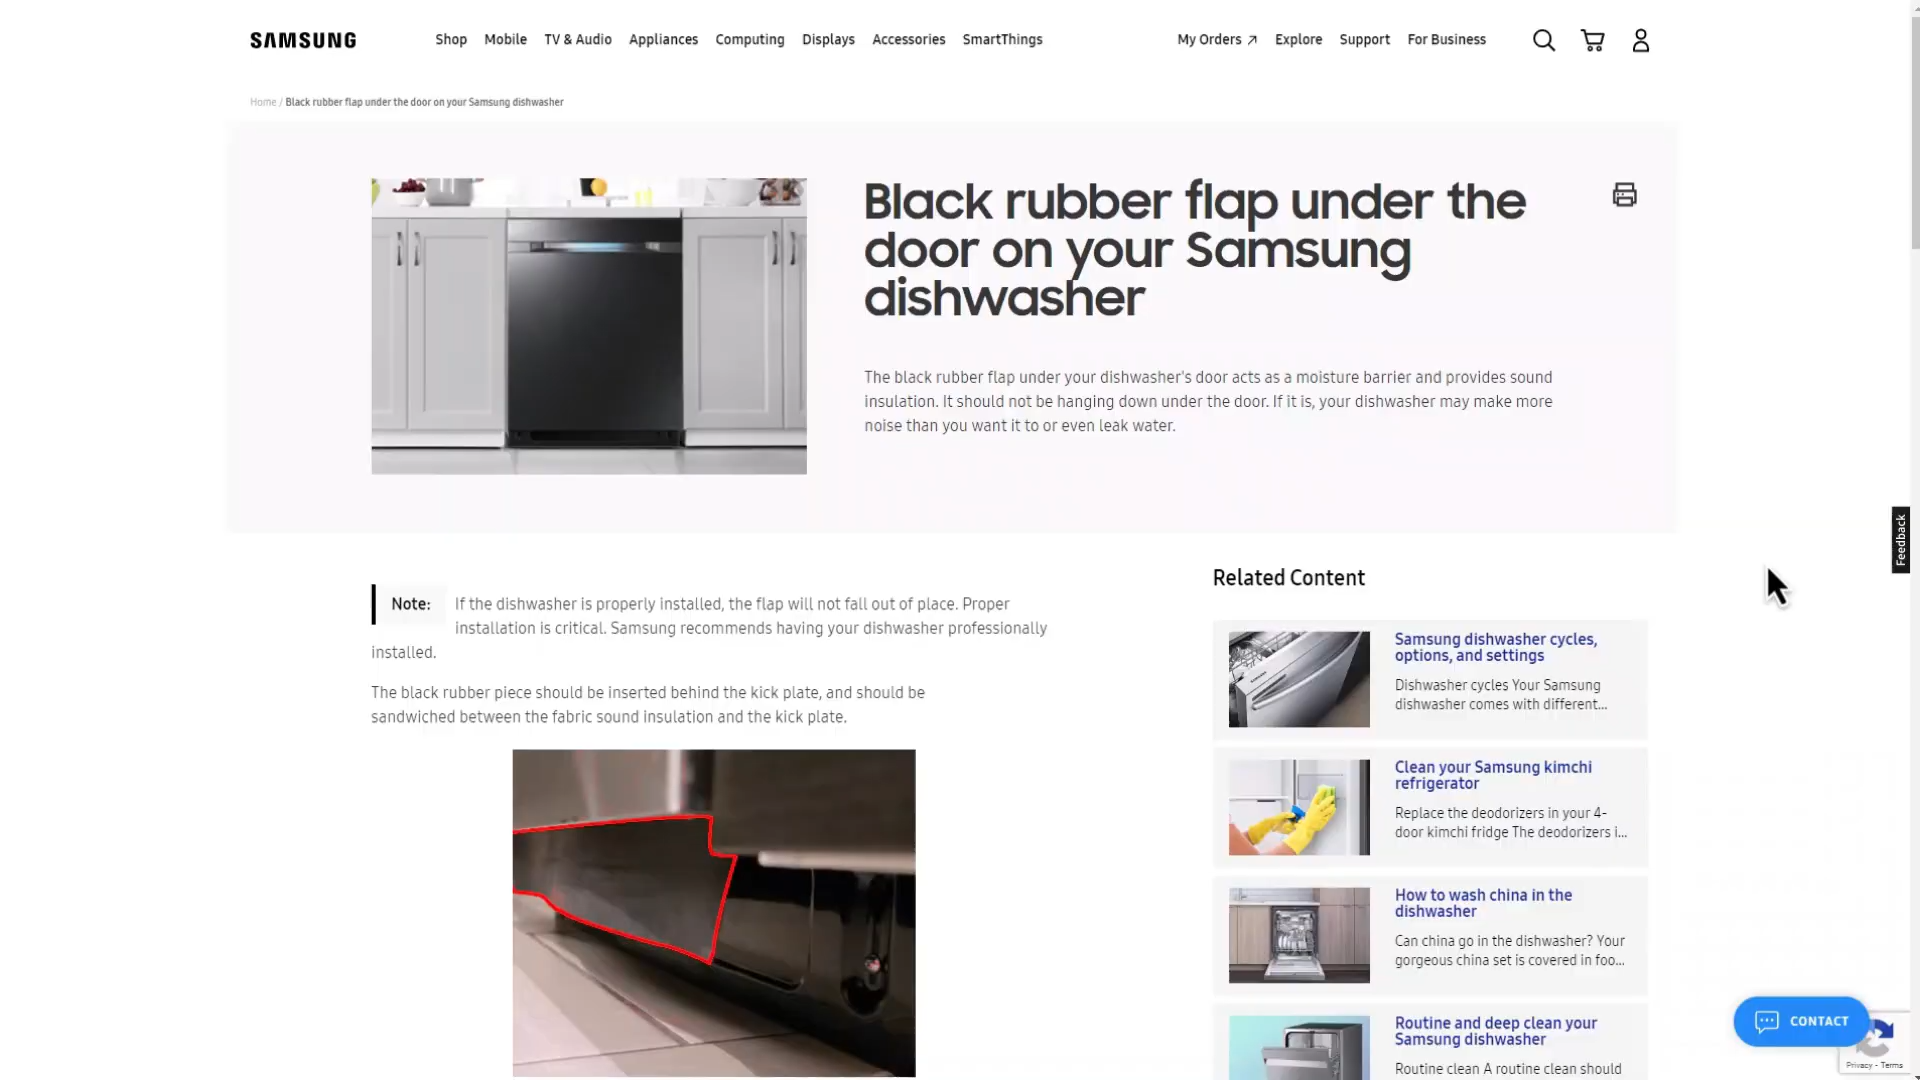 SAMSUNG
Shop Mobile TV & Audio Appliances Computing Displays Accessories SmartThings
My Orders Explore Support For Business
Home / Black rubber flap under the door on your Samsung dishwasher
Black rubber flap under the
door on your Samsung
dishwasher
The black rubber flap under your dishwasher's door acts as a moisture barrier and provides sound
insulation. It should not be hanging down under the door. If it is, your dishwasher may make more
noise than you want it to or even leak water.
Feedback
Note: If the dishwasher is properly installed, the flap will not fall out of place. Proper
installation is critical. Samsung recommends having your dishwasher professionally
installed.
The black rubber piece should be inserted behind the kick plate, and should be
sandwiched between the fabric sound insulation and the kick plate.
Related Content
Samsung dishwasher cycles,
options, and settings
Dishwasher cycles Your Samsung
dishwasher comes with different...
Clean your Samsung kimchi
refrigerator
Replace the deodorizers in your 4-
door kimchi fridge The deodorizers i...
How to wash china in the
dishwasher
Can china go in the dishwasher? Your
gorgeous china set is covered in foo...
Routine and deep clean your
Samsung dishwasher
Routine clean A routine clean should
CONTACT
Privacy - Terms